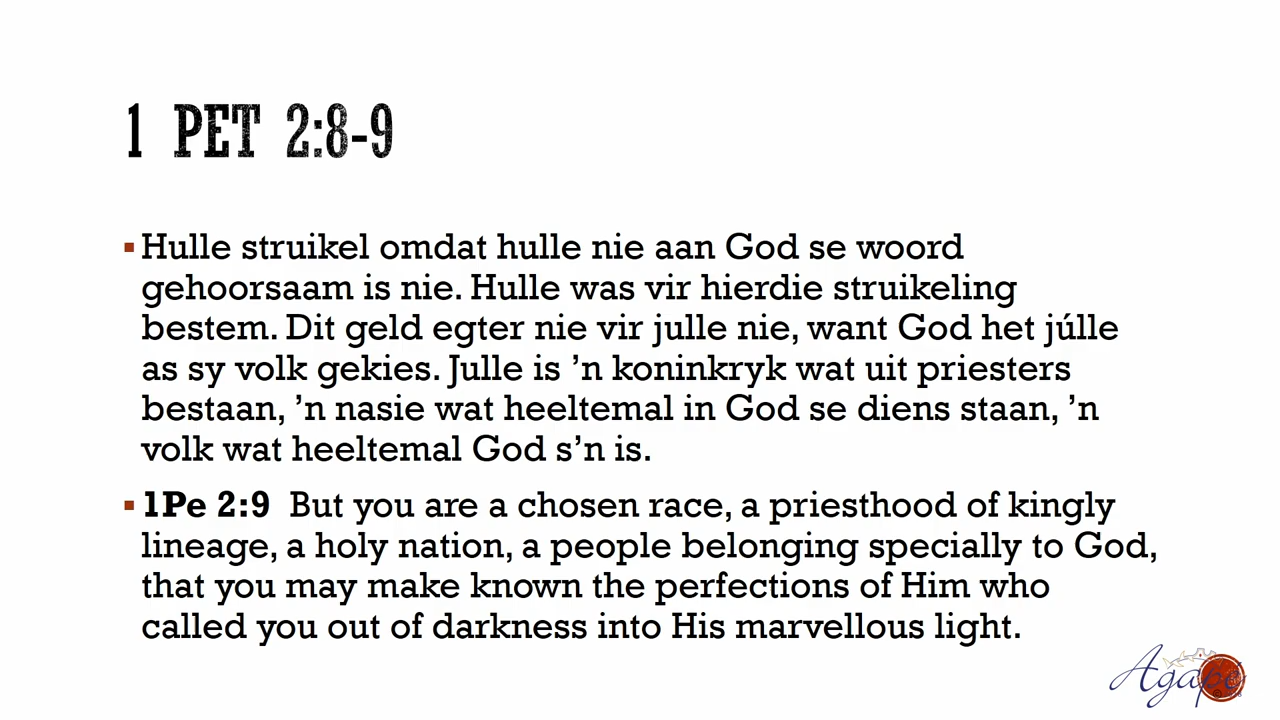 1 PET 2:8-9
▪ Hulle struikel omdat hulle nie aan God se woord
gehoorsaam is nie. Hulle was vir hierdie struikeling
bestem. Dit geld egter nie vir julle nie, want God het júlle
as sy volk gekies. Julle is ’n koninkryk wat uit priesters
bestaan, ’n nasie wat heeltemal in God se diens staan, ’n
volk wat heeltemal God s’n is.
▪ 1Pe 2:9 But you are a chosen race, a priesthood of kingly
lineage, a holy nation, a people belonging specially to God,
that you may make known the perfections of Him who
called you out of darkness into His marvellous light.
Agapé